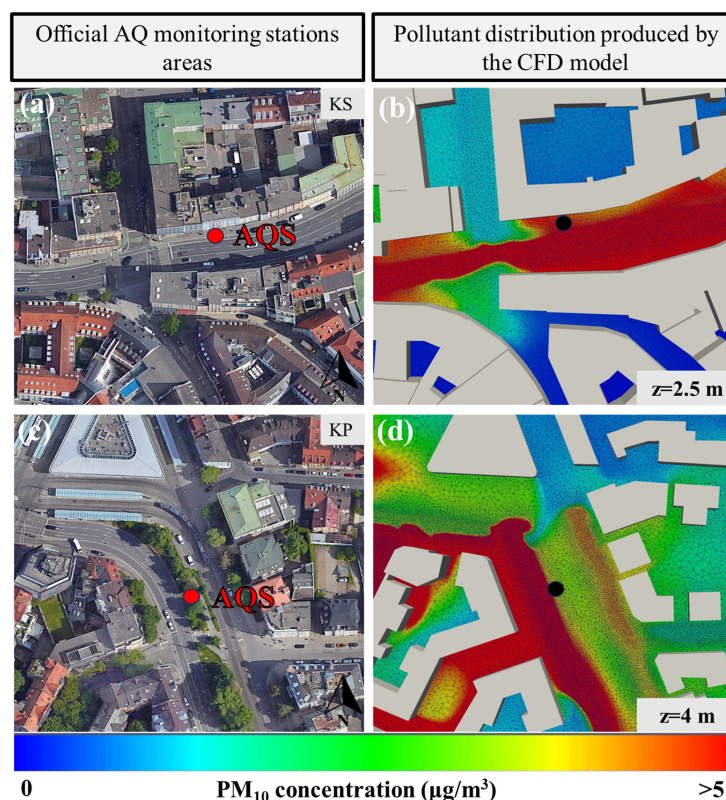 Official AQ monitoring stations
areas
Pollutant distribution produced by
the CFD model
(a)
KS
(b)
AQS
N
z=2.5 m
(c)
KP
(d)
AQS
N
z=4 m
0
PM₁₀ concentration (µg/m³)
>5